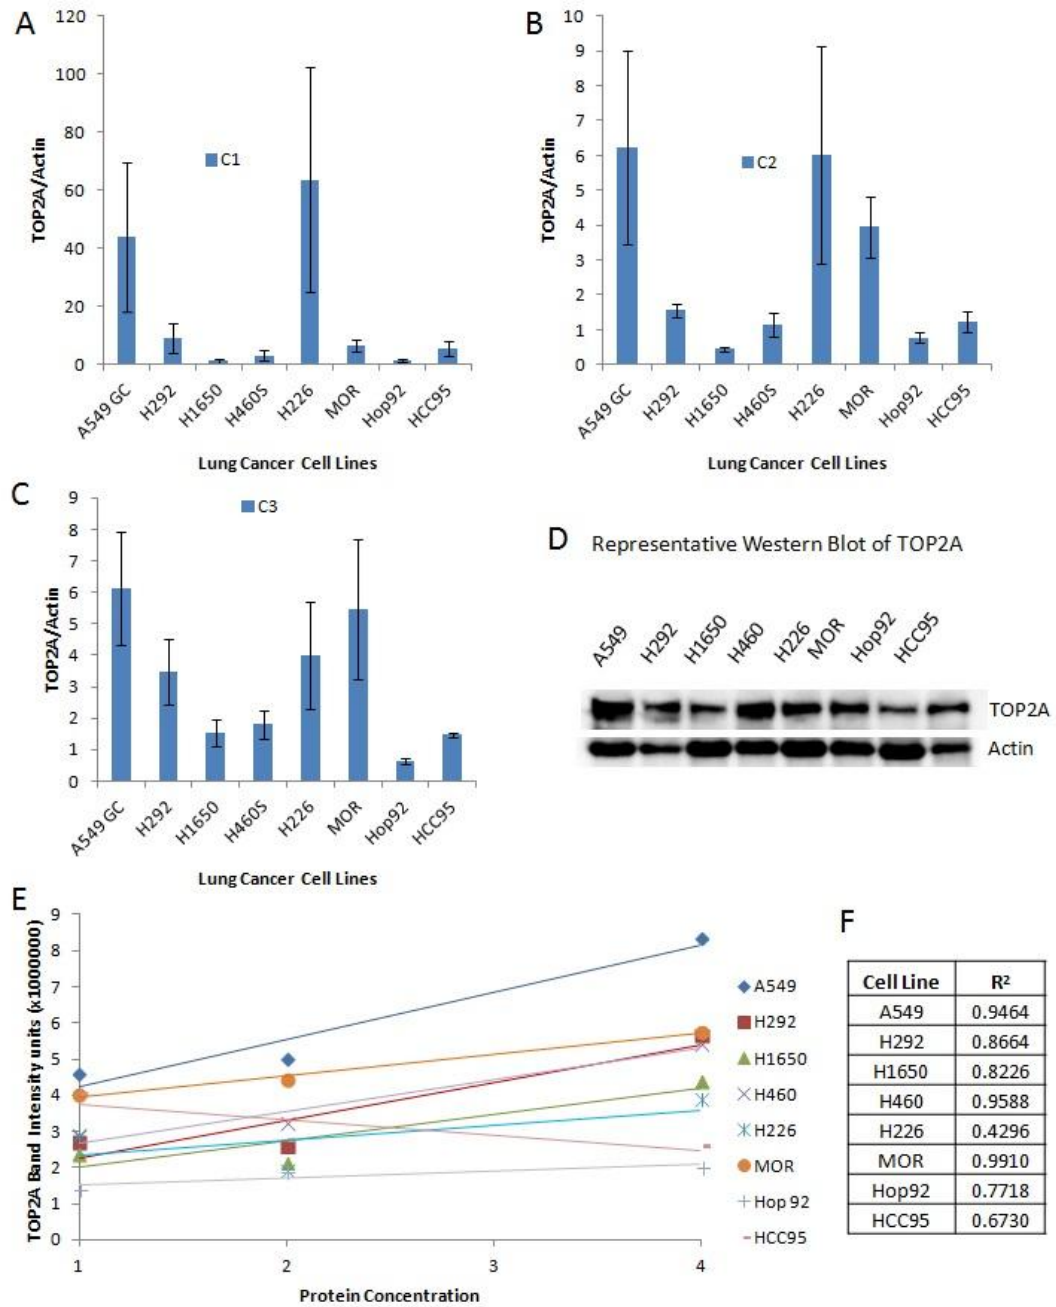 A
120
100
80
60
40
20
0
TOP2A/Actin
C1
A549 GC
H292
H1650
H460S
H226
MOR
Hop92
HCC95
Lung Cancer Cell Lines
B
10
9
8
7
6
5
4
3
2
1
0
TOP2A/Actin
C2
A549 GC
H292
H1650
H460S
H226
MOR
Hop92
HCC95
Lung Cancer Cell Lines
C
9
8
7
6
5
4
3
2
1
0
TOP2A/Actin
C3
A549 GC
H292
H1650
H460S
H226
MOR
Hop92
HCC95
Lung Cancer Cell Lines
D Representative Western Blot of TOP2A
A549
H292
H1650
H460
H226
MOR
Hop92
HCC95
TOP2A
Actin
E
9
8
7
6
5
4
3
2
1
0
TOP2A Band Intensity units (x1000000)
1 2 3 4
Protein Concentration
A549
H292
H1650
H460
H226
MOR
Hop 92
HCC95
F
Cell Line R²
A549 0.9464
H292 0.8664
H1650 0.8226
H460 0.9588
H226 0.4296
MOR 0.9910
Hop92 0.7718
HCC95 0.6730